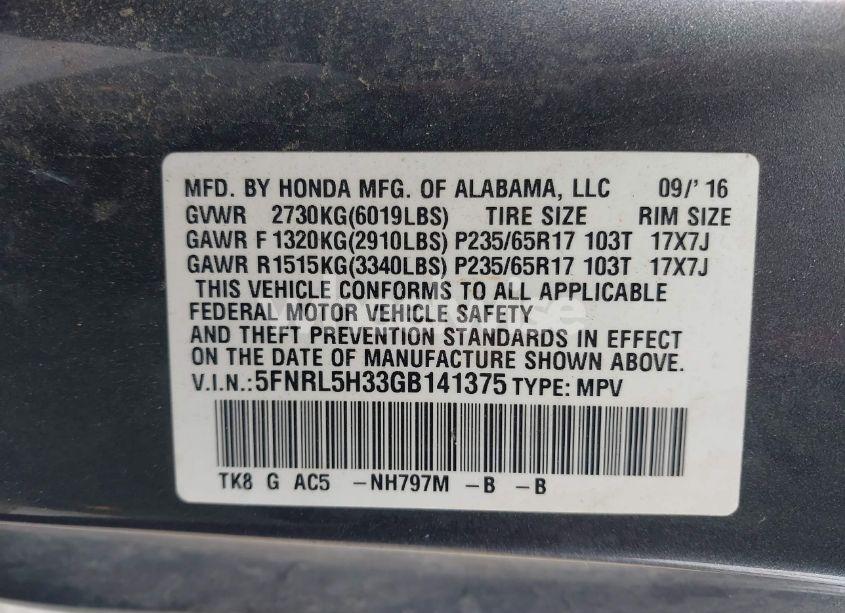 MFD. BY HONDA MFG. OF ALABAMA, LLC 09/'16
GVWR 2730KG(6019LBS) TIRE SIZE RIM SIZE
GAWR F 1320KG(2910LBS) P235/65R17 103T 17X7J
GAWR R 1515KG(3340LBS) P235/65R17 103T 17X7J
THIS VEHICLE CONFORMS TO ALL APPLICABLE
FEDERAL MOTOR VEHICLE SAFETY
AND THEFT PREVENTION STANDARDS IN EFFECT
ON THE DATE OF MANUFACTURE SHOWN ABOVE.
V.I.N.:5FNRL5H33GB141375 TYPE: MPV
TK8 G AC5 -NH797M -B -B